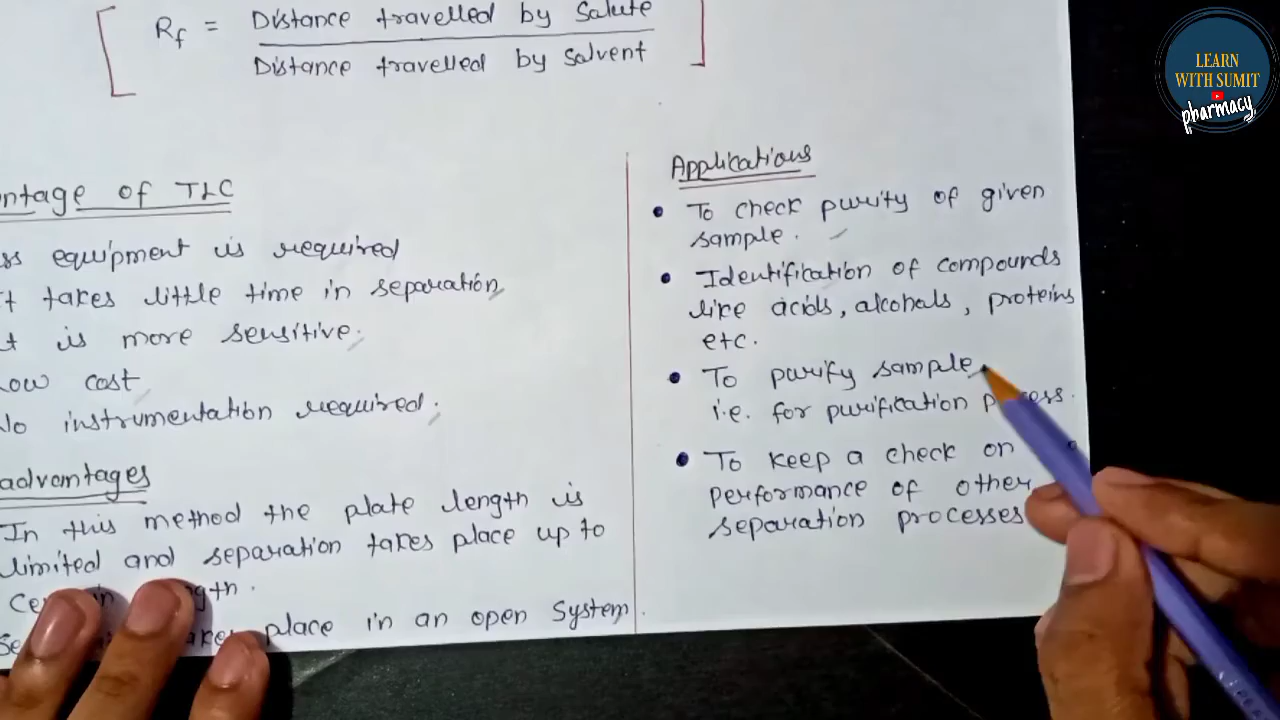 Rf = Distance travelled by Salute
Distance travelled by Solvent
ntage of TLC
ss equipment is required
t takes little time in separation
t is more sensitive.
Low cost
No instrumentation required.
advantages
In this method the plate length is
limited and separation takes place up to
place in an open System.
Applications
• To check purity of given
sample.
• Identification of compounds
like acids, alcohals, proteins
etc.
• To purify sample
i.e. for purification
• To keep a check on
performance of other
separation processes
LEARN
WITH SUMIT
pharmacy